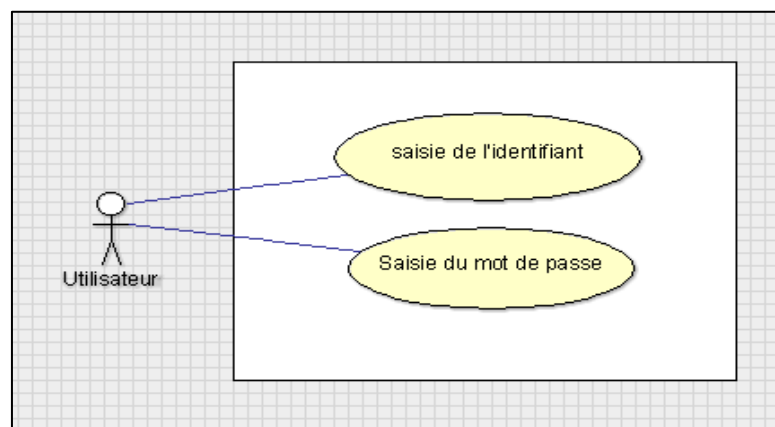 saisie de l'identifiant
Saisie du mot de passe
Utilisateur